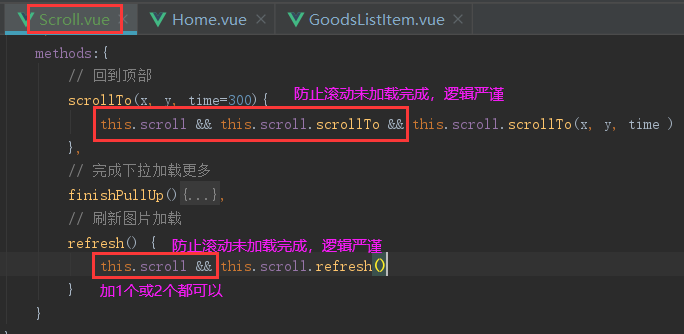 Scroll.vue Home.vue GoodsListItem.vue
methods:{
// 回到顶部
防止滚动未加载完成，逻辑严谨
scrollTo(x, y, time=300){
this.scroll && this.scroll.scrollTo && this.scroll.scrollTo(x, y, time )
},
// 完成下拉加载更多
finishPullUp(){...},
// 刷新图片加载
refresh() { 防止滚动未加载完成，逻辑严谨
this.scroll && this.scroll.refresh()
} 加1个或2个都可以
}